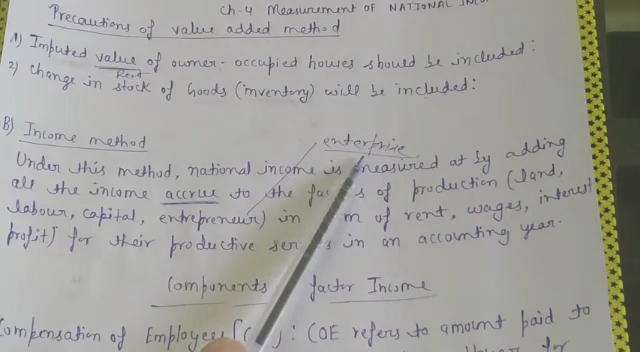 Ch-4 Measurement OF NATIONAL
Precautions of value added method
1) Imputed value of owner-occupied houses should be included:
Rent
2) Change in stock of Goods (inventory) will be included:
B) Income method
enterprise
Under this method, national income is measured at by adding
all the income accrue to the of production (land,
labour, capital, entrepreneur) in of rent, wages, interest
profit) for their productive in an accounting year.
Components factor Income
Compensation of Employees : COE refers to amount paid to
for